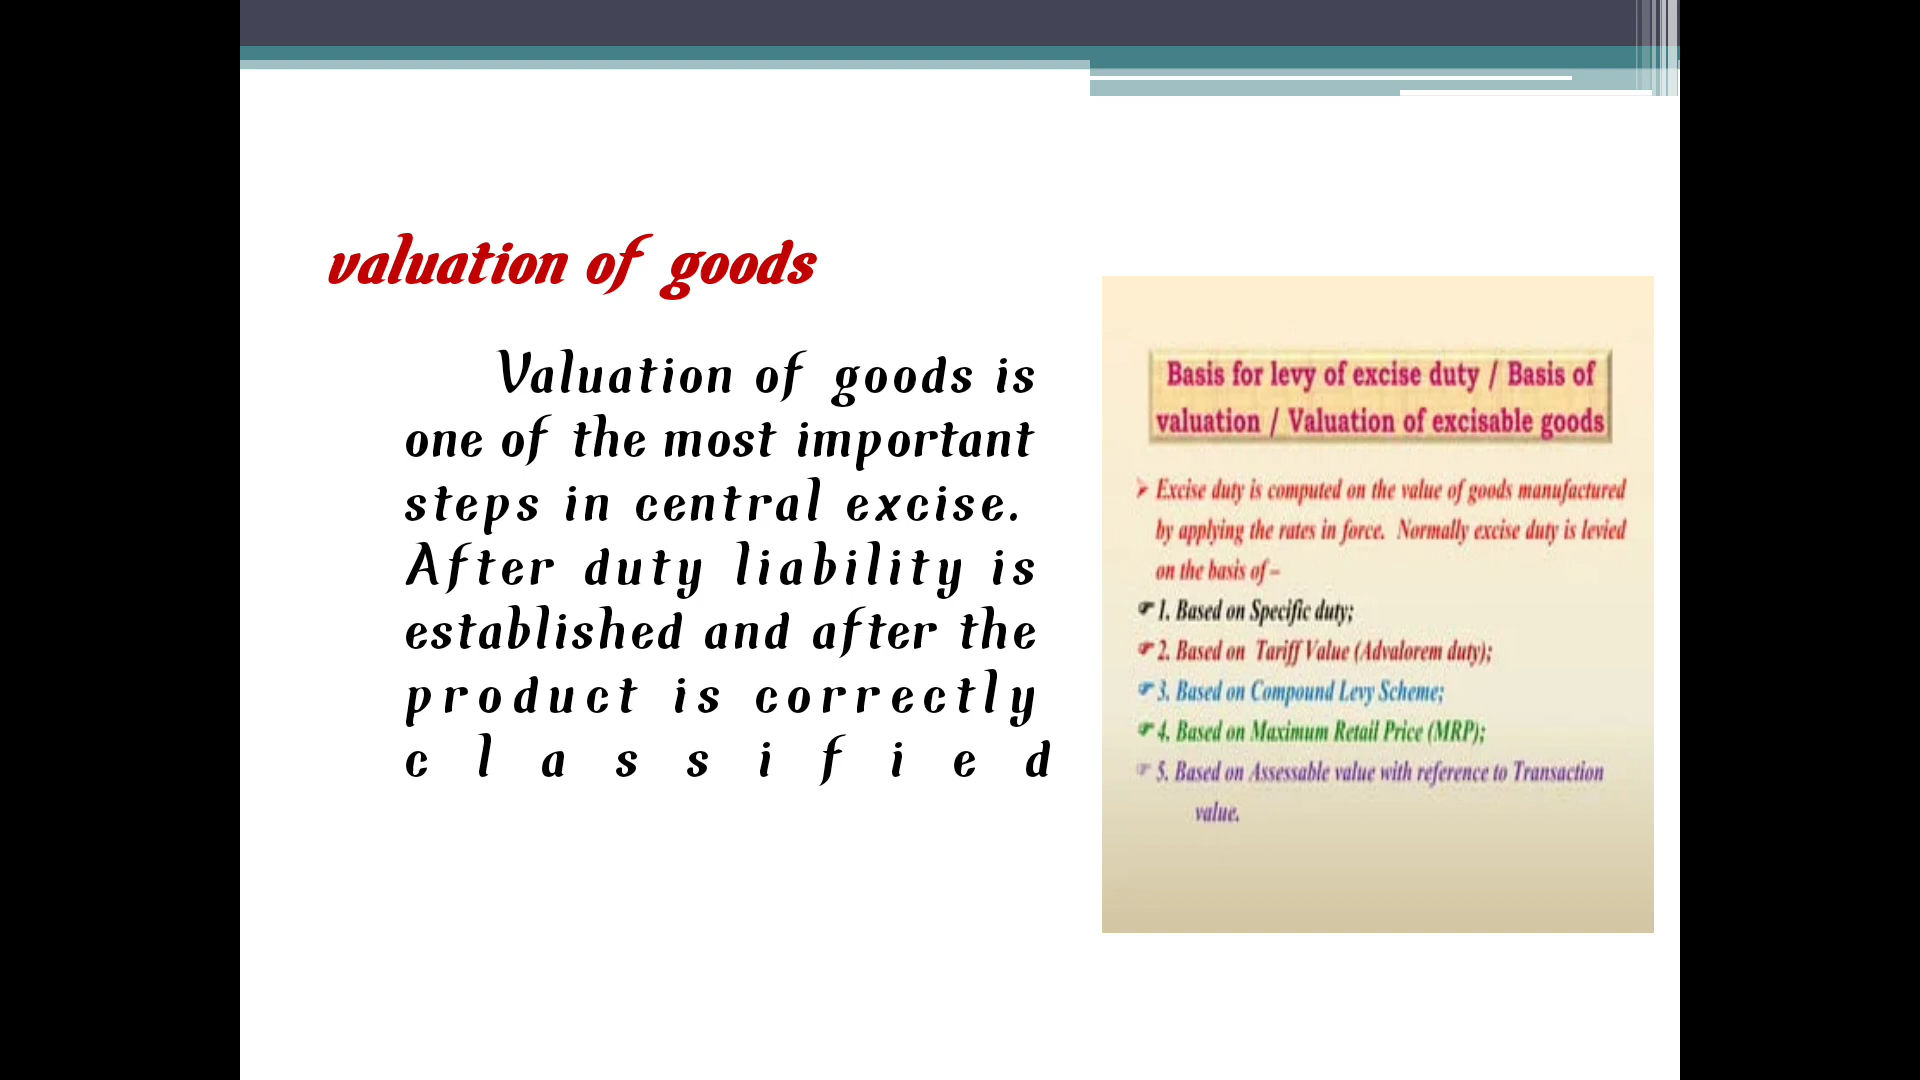 valuation of goods
Valuation of goods is
one of the most important
steps in central excise.
After duty liability is
established and after the
product is correctly
classified
Basis for levy of excise duty / Basis of
valuation / Valuation of excisable goods
Excise duty is computed on the value of goods manufactured
by applying the rates in force. Normally excise duty is levied
on the basis of –
1. Based on Specific duty;
2. Based on Tariff Value (Advalorem duty);
3. Based on Compound Levy Scheme;
4. Based on Maximum Retail Price (MRP);
5. Based on Assessable value with reference to Transaction
value.